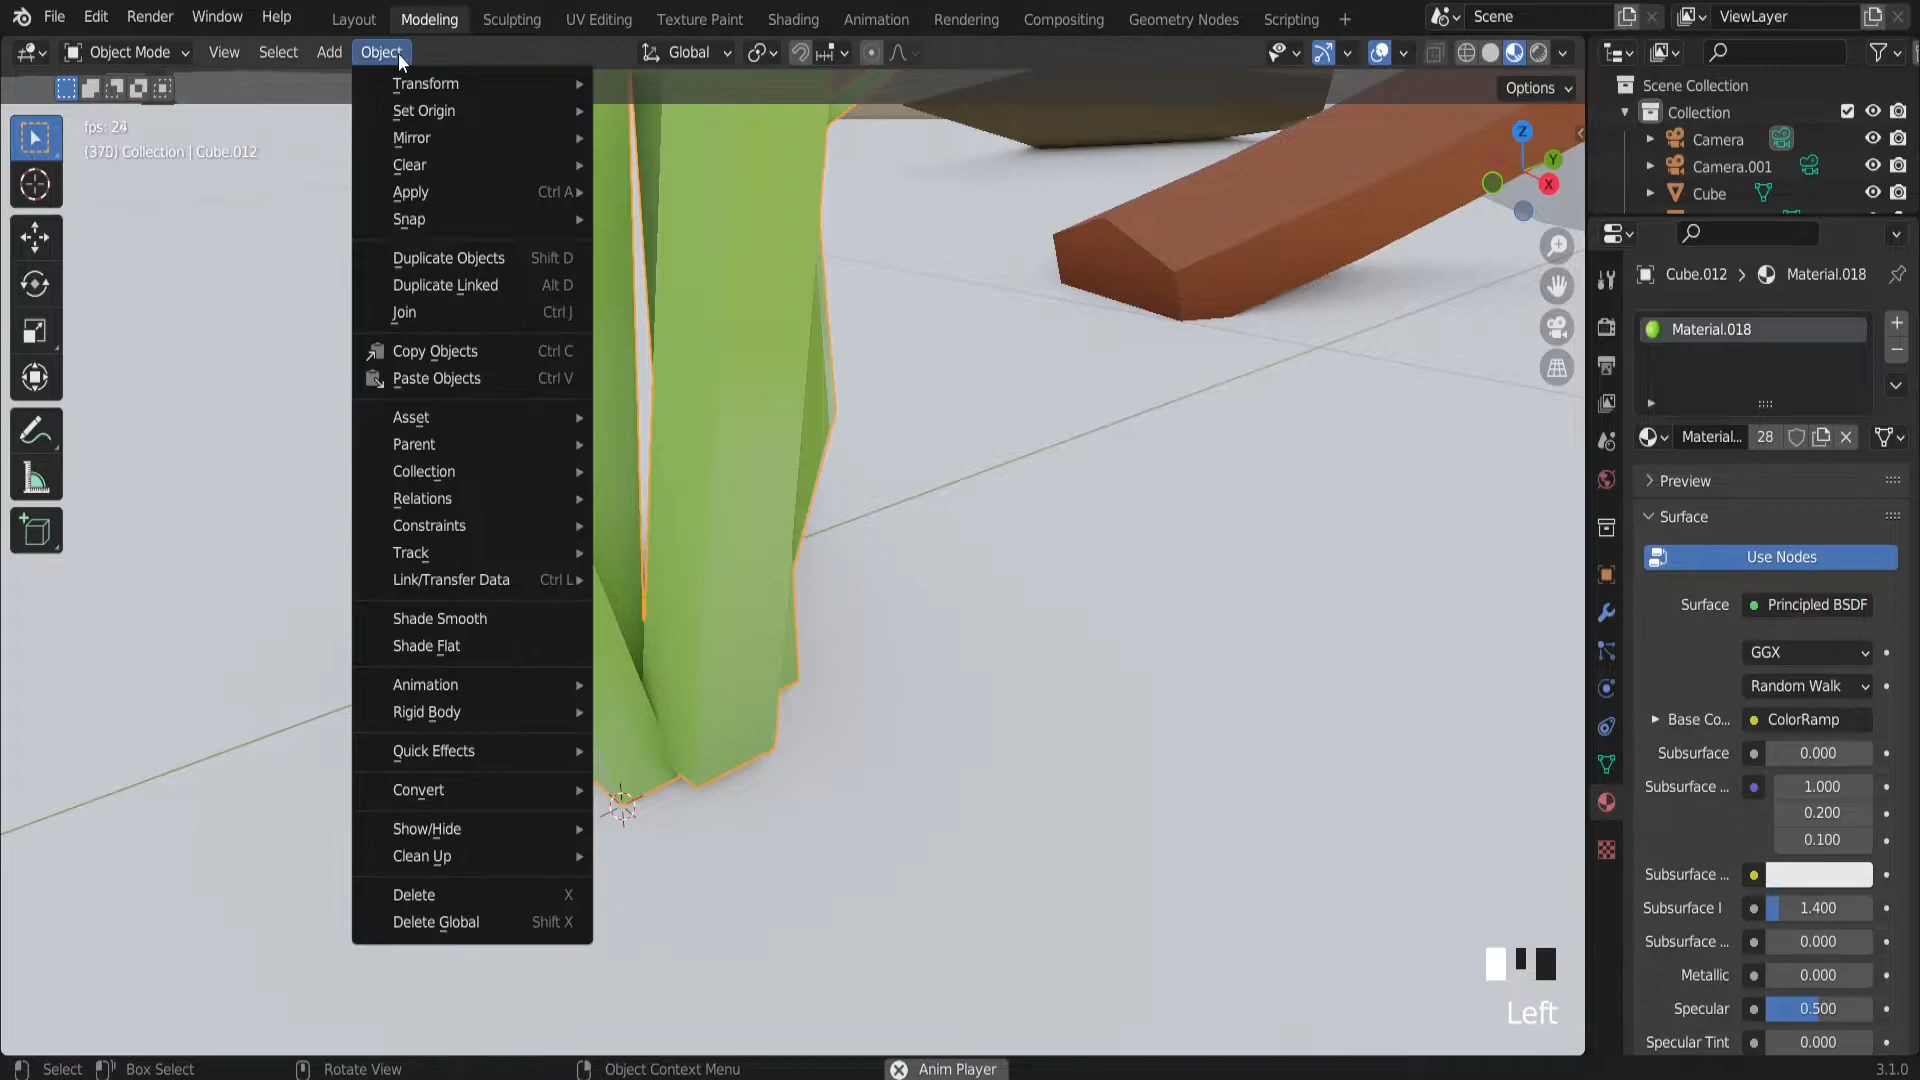 File Edit Render Window Help Layout Modeling Sculpting UV Editing Texture Paint Shading Animation Rendering Compositing Geometry Nodes Scripting + Scene ViewLayer
Object Mode View Select Add Object Global
Options
fps: 24
(370) Collection | Cube.012
Transform
Set Origin
Mirror
Clear
Apply Ctrl A
Snap
Duplicate Objects Shift D
Duplicate Linked Alt D
Join Ctrl J
Copy Objects Ctrl C
Paste Objects Ctrl V
Asset
Parent
Collection
Relations
Constraints
Track
Link/Transfer Data Ctrl L
Shade Smooth
Shade Flat
Animation
Rigid Body
Quick Effects
Convert
Show/Hide
Clean Up
Delete X
Delete Global Shift X
Z
Y
X
Left
Scene Collection
Collection
Camera
Camera.001
Cube
Cube.012 > Material.018
Material.018
Material... 28
Preview
Surface
Use Nodes
Surface Principled BSDF
GGX
Random Walk
Base Co... ColorRamp
Subsurface 0.000
Subsurface ... 1.000
0.200
0.100
Subsurface ...
Subsurface I 1.400
Subsurface ... 0.000
Metallic 0.000
Specular 0.500
Specular Tint 0.000
Select Box Select Rotate View Object Context Menu Anim Player 3.1.0